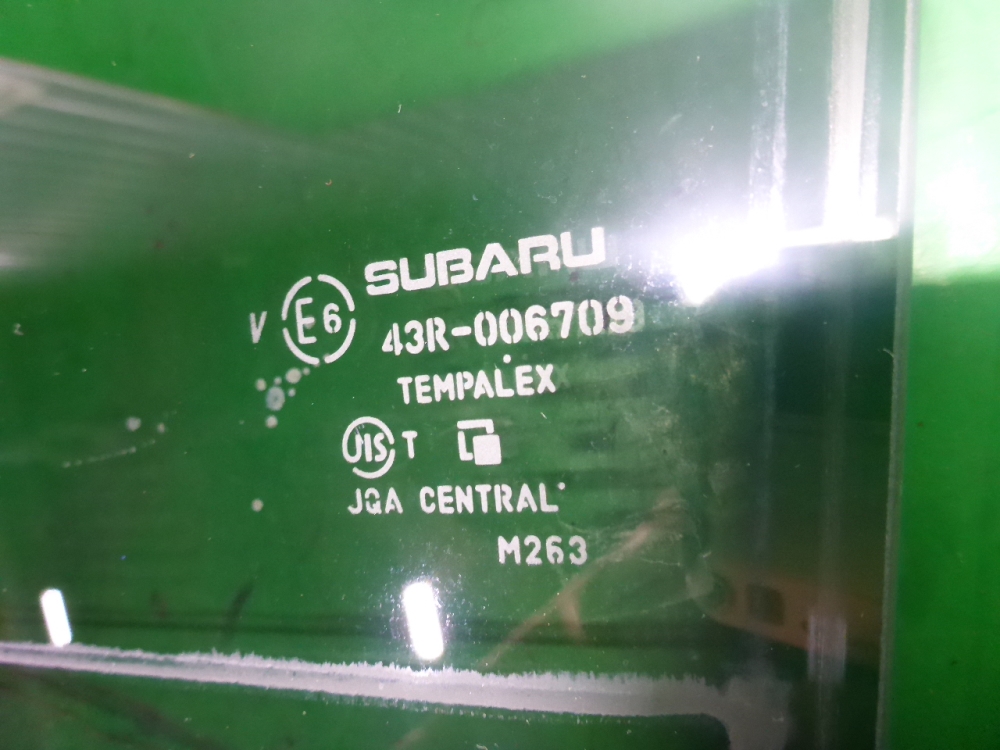 SUBARU
V E6 43R-006709
TEMPALEX
JIS T
JQA CENTRAL
M263